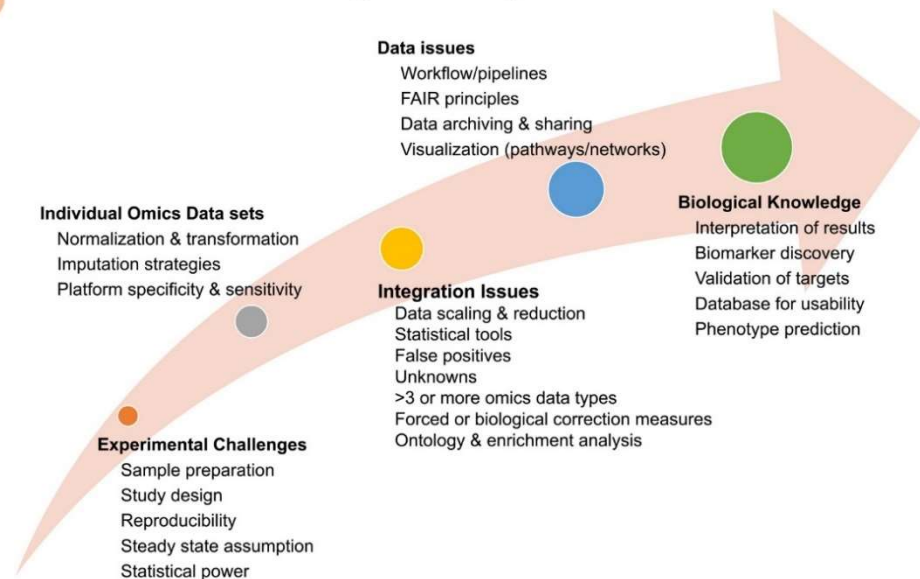 Data issues
Workflow/pipelines
FAIR principles
Data archiving & sharing
Visualization (pathways/networks)
Individual Omics Data sets
Normalization & transformation
Imputation strategies
Platform specificity & sensitivity
Biological Knowledge
Interpretation of results
Biomarker discovery
Validation of targets
Database for usability
Phenotype prediction
Integration Issues
Data scaling & reduction
Statistical tools
False positives
Unknowns
>3 or more omics data types
Forced or biological correction measures
Ontology & enrichment analysis
Experimental Challenges
Sample preparation
Study design
Reproducibility
Steady state assumption
Statistical power